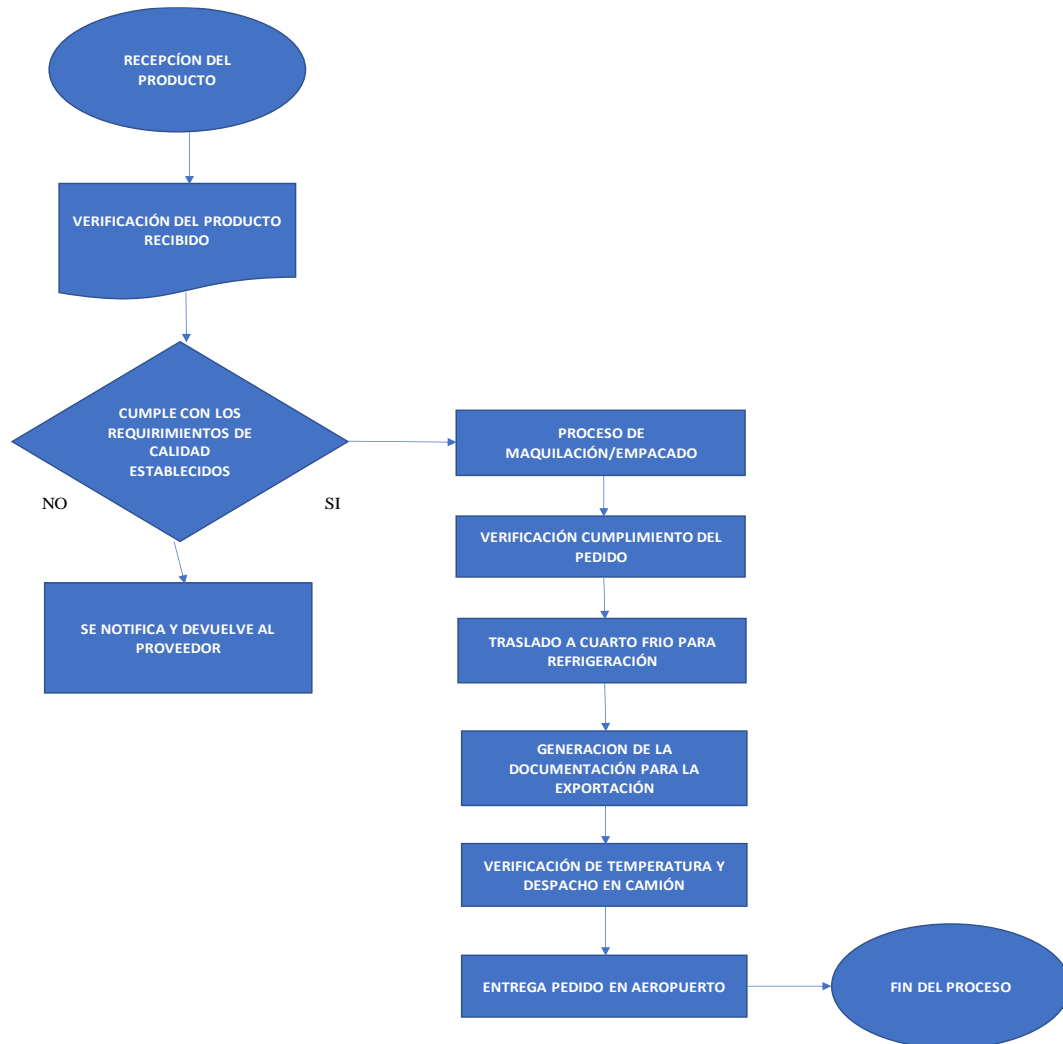 RECEPCÍON DEL
PRODUCTO
VERIFICACIÓN DEL PRODUCTO
RECIBIDO
CUMPLE CON LOS
REQUIRIMIENTOS DE
CALIDAD
ESTABLECIDOS
NO
SI
SE NOTIFICA Y DEVUELVE AL
PROVEEDOR
PROCESO DE
MAQUILACIÓN/EMPACADO
VERIFICACIÓN CUMPLIMIENTO DEL
PEDIDO
TRASLADO A CUARTO FRIO PARA
REFRIGERACIÓN
GENERACION DE LA
DOCUMENTACIÓN PARA LA
EXPORTACIÓN
VERIFICACIÓN DE TEMPERATURA Y
DESPACHO EN CAMIÓN
ENTREGA PEDIDO EN AEROPUERTO
FIN DEL PROCESO